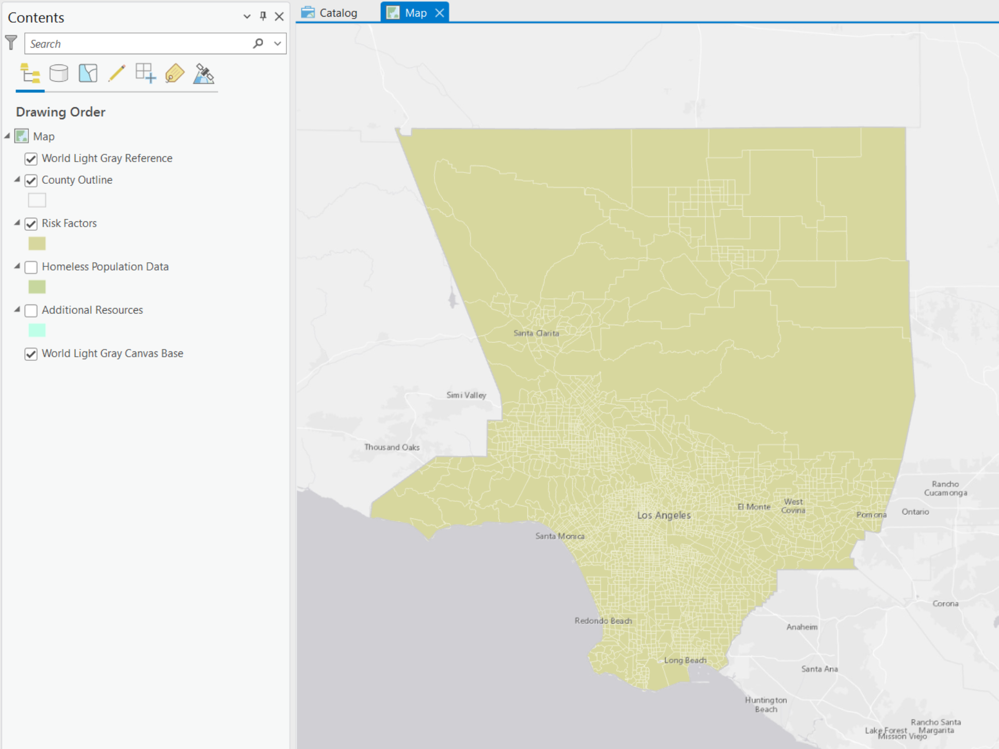 Contents
Search
Drawing Order
Map
World Light Gray Reference
County Outline
Risk Factors
Homeless Population Data
Additional Resources
World Light Gray Canvas Base
Catalog
Map
Santa Clarita
Simi Valley
Thousand Oaks
Rancho
Cucamonga
El Monte
West
Covina
Pomona
Ontario
Los Angeles
Santa Monica
Corona
Redondo Beach
Anaheim
Long Beach
Santa Ana
Huntington
Beach
Rancho Santa
Margarita
Lake Forest
Mission Viejo